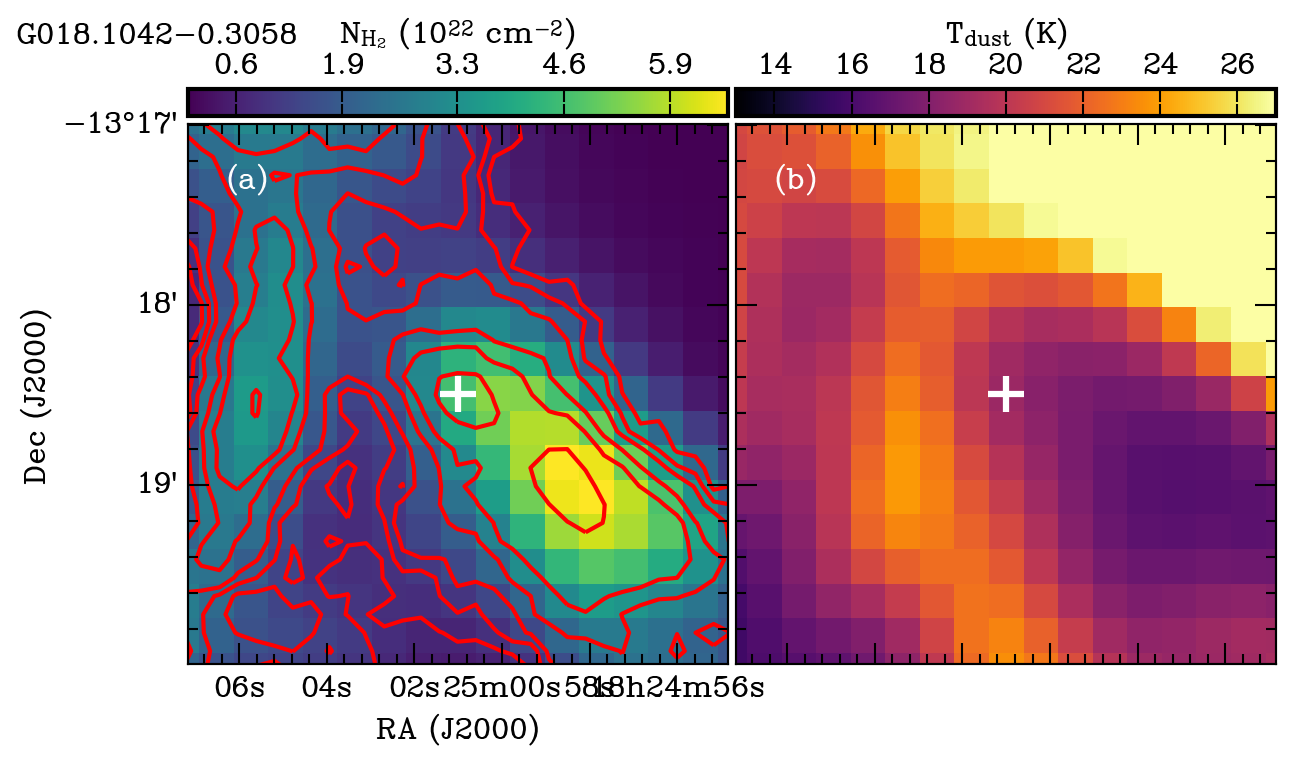 G018.1042−0.3058 N_H₂ (10²² cm⁻²) T_dust (K)
0.6 1.9 3.3 4.6 5.9 14 16 18 20 22 24 26
−13°17'
(a) (b)
18'
19'
Dec (J2000)
06s 04s 02s 25m00s 58s 18h24m56s
RA (J2000)